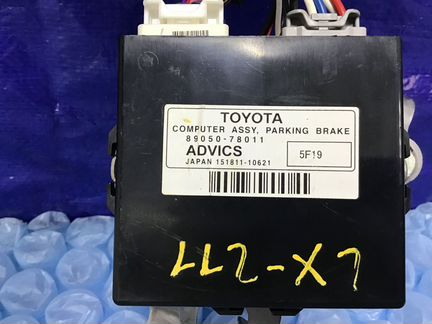 TOYOTA
COMPUTER ASSY, PARKING BRAKE
89050-78011
ADVICS
5F19
JAPAN 151811-10621
LX-277